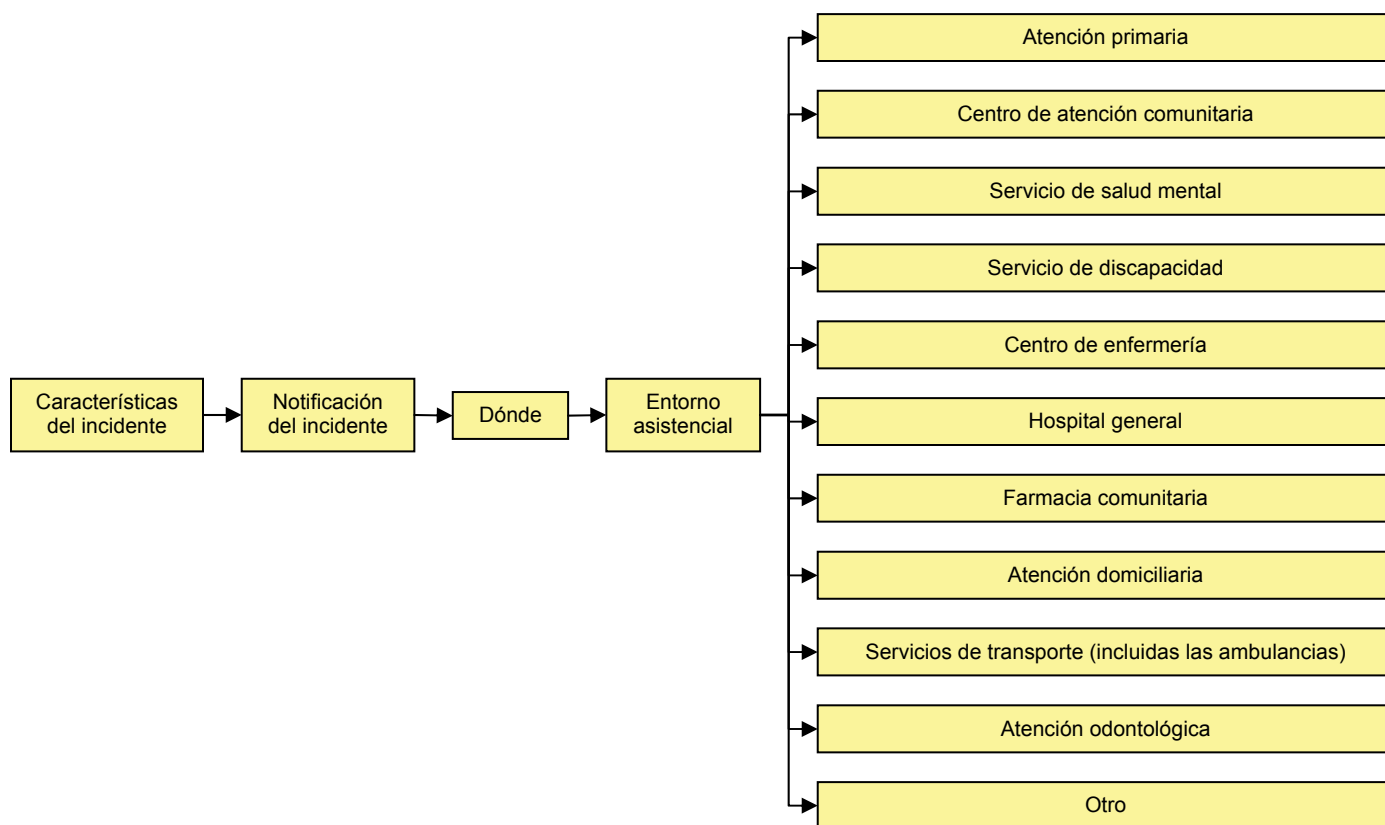 Características
del incidente
Notificación
del incidente
Dónde
Entorno
asistencial
Atención primaria
Centro de atención comunitaria
Servicio de salud mental
Servicio de discapacidad
Centro de enfermería
Hospital general
Farmacia comunitaria
Atención domiciliaria
Servicios de transporte (incluidas las ambulancias)
Atención odontológica
Otro